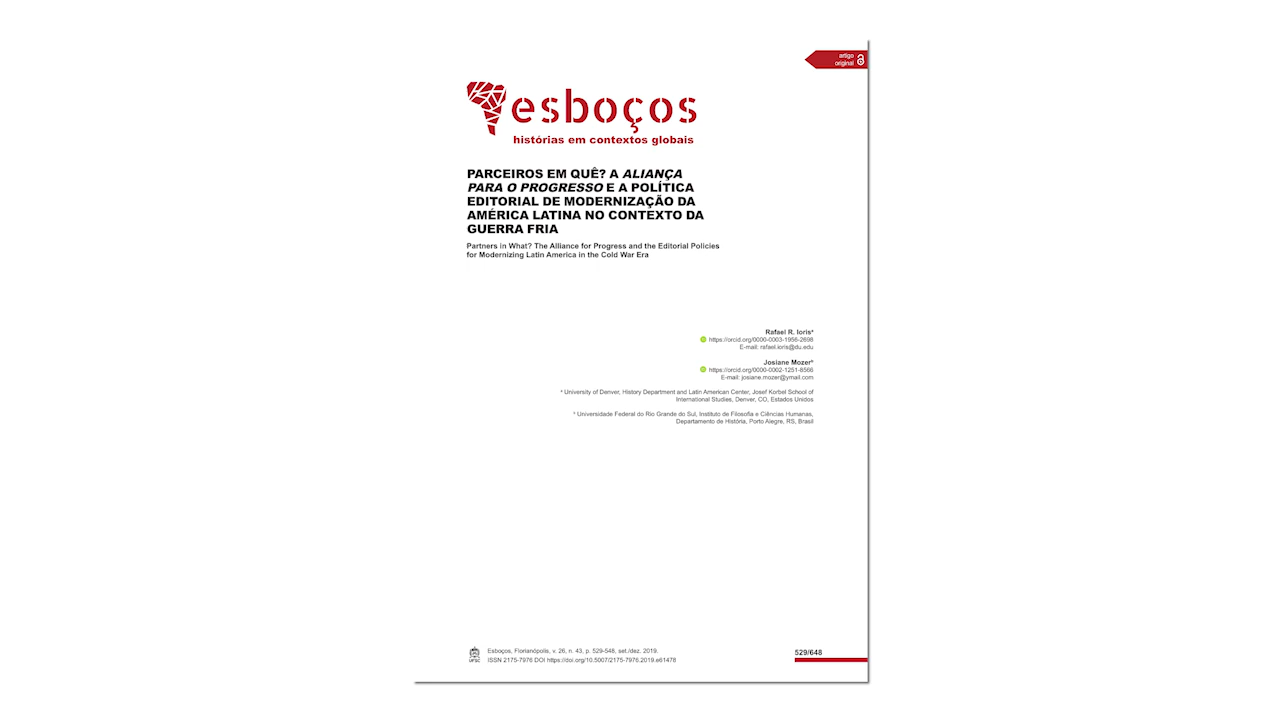 artigo
original
esboços
histórias em contextos globais
PARCEIROS EM QUÊ? A ALIANÇA
PARA O PROGRESSO E A POLÍTICA
EDITORIAL DE MODERNIZAÇÃO DA
AMÉRICA LATINA NO CONTEXTO DA
GUERRA FRIA
Partners in What? The Alliance for Progress and the Editorial Policies
for Modernizing Latin America in the Cold War Era
Rafael R. Iorisª
https://orcid.org/0000-0003-1956-2698
E-mail: rafael.ioris@du.edu
Josiane Mozerᵇ
https://orcid.org/0000-0002-1251-8566
E-mail: josiane.mozer@ymail.com
ª University of Denver, History Department and Latin American Center, Josef Korbel School of
International Studies, Denver, CO, Estados Unidos
ᵇ Universidade Federal do Rio Grande do Sul, Instituto de Filosofia e Ciências Humanas,
Departamento de História, Porto Alegre, RS, Brasil
UFSC
Esboços, Florianópolis, v. 26, n. 43, p. 529-548, set./dez. 2019.
ISSN 2175-7976 DOI https://doi.org/10.5007/2175-7976.2019.e61478
529/648